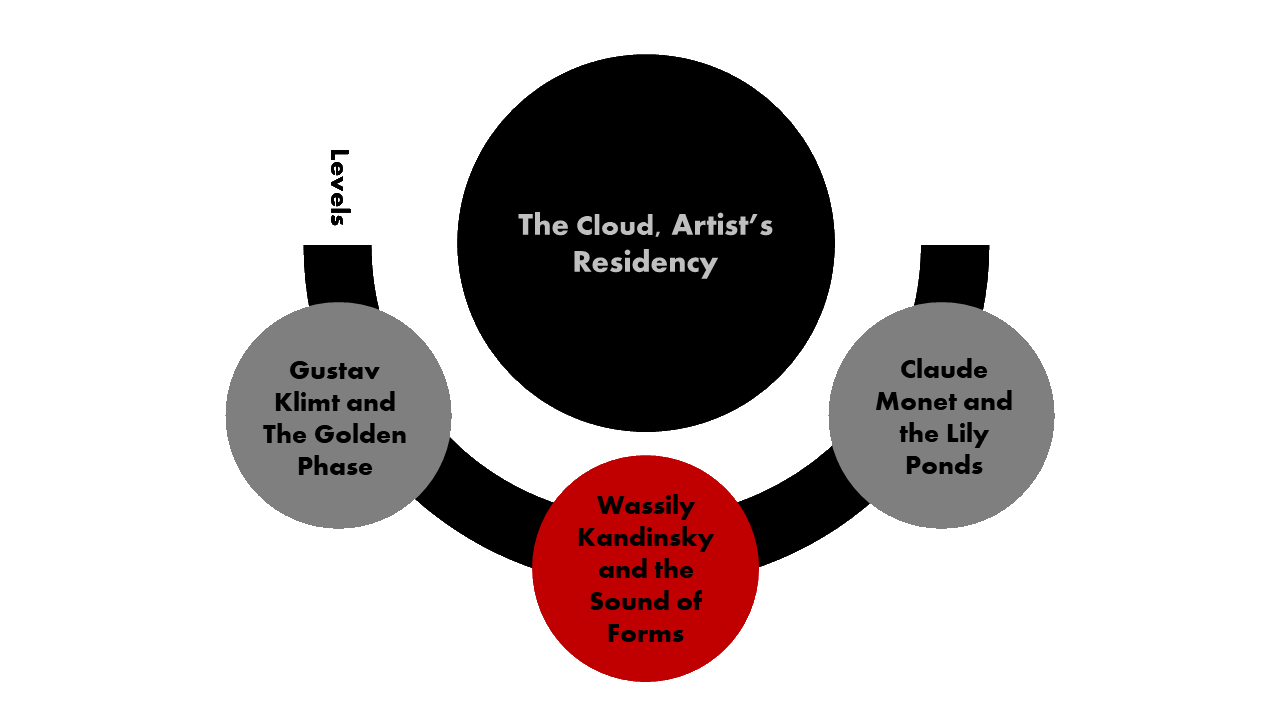 Levels
The Cloud, Artist’s
Residency
Gustav
Klimt and
The Golden
Phase
Wassily
Kandinsky
and the
Sound of
Forms
Claude
Monet and
the Lily
Ponds